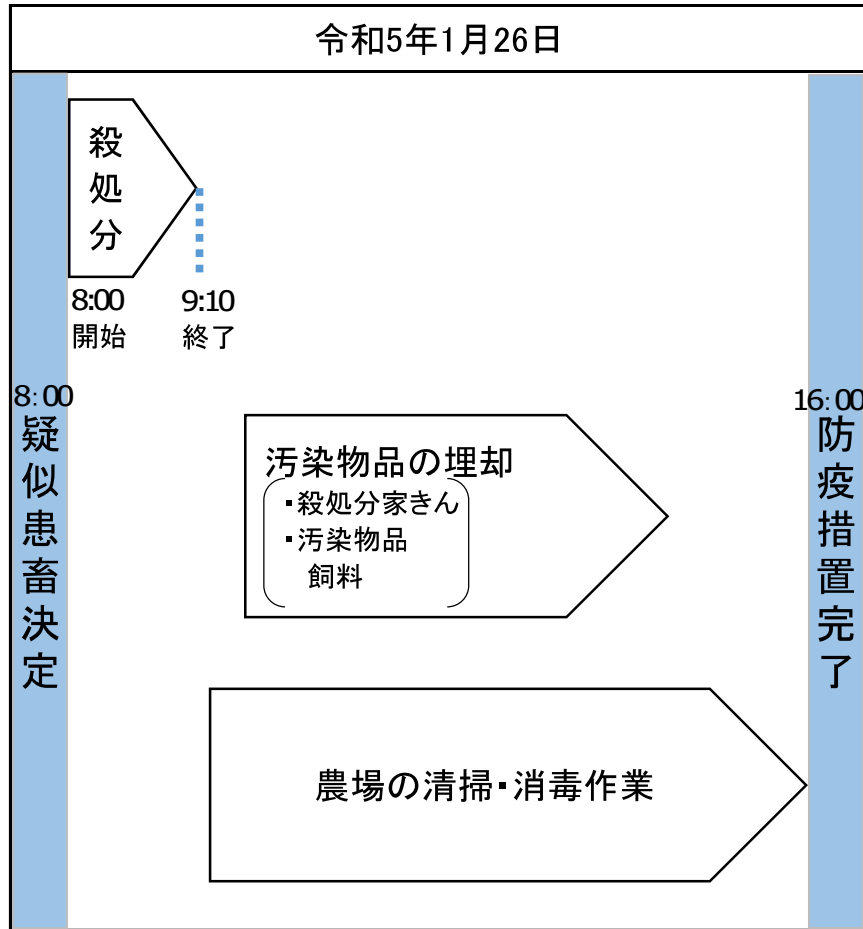 令和5年1月26日
殺処分
8:00
開始
9:10
終了
8:00
疑似患畜決定
16:00
防疫措置完了
汚染物品の埋却
・殺処分家きん
・汚染物品
飼料
農場の清掃・消毒作業